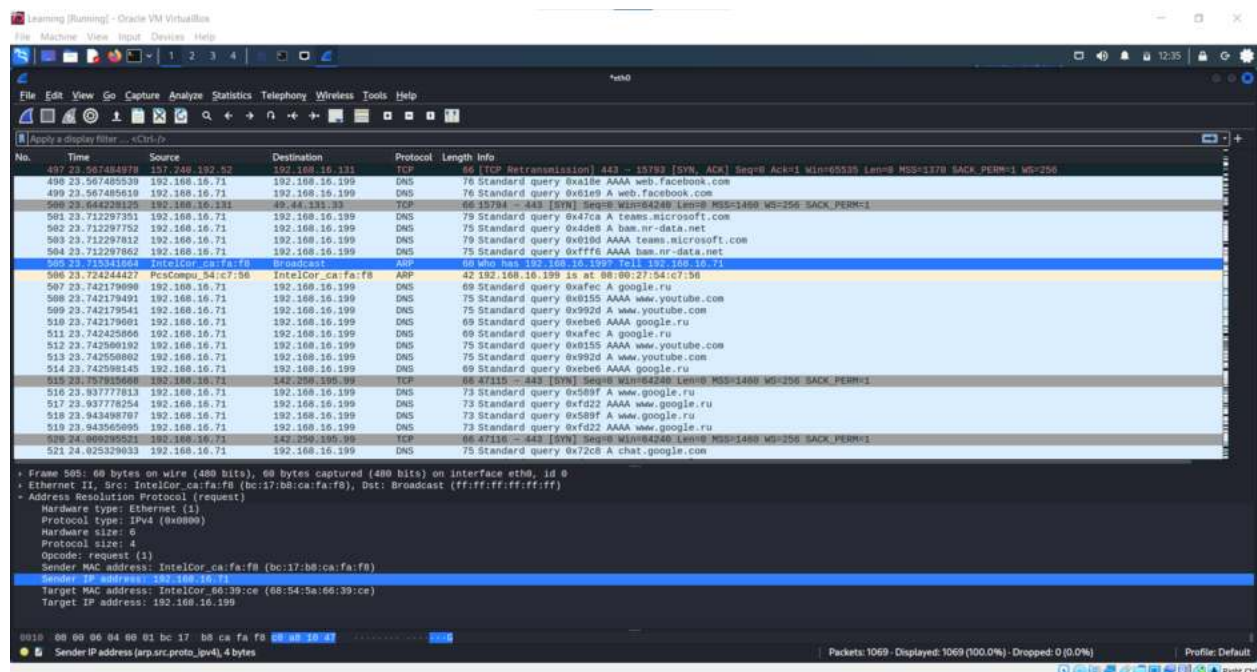 Learning [Running] - Oracle VM VirtualBox
File Machine View Input Devices Help
1 2 3 4
12:35
*eth0
File Edit View Go Capture Analyze Statistics Telephony Wireless Tools Help
Apply a display filter ... <Ctrl-/>
No. Time Source Destination Protocol Length Info
497 23.567484978 157.240.192.52 192.168.16.131 TCP 66 [TCP Retransmission] 443 → 15793 [SYN, ACK] Seq=0 Ack=1 Win=65535 Len=0 MSS=1370 SACK_PERM=1 WS=256
498 23.567485539 192.168.16.71 192.168.16.199 DNS 76 Standard query 0xa10e AAAA web.facebook.com
499 23.567485610 192.168.16.71 192.168.16.199 DNS 76 Standard query 0x61e9 A web.facebook.com
500 23.644228125 192.168.16.131 49.44.131.33 TCP 66 15794 → 443 [SYN] Seq=0 Win=64240 Len=0 MSS=1460 WS=256 SACK_PERM=1
501 23.712297351 192.168.16.71 192.168.16.199 DNS 79 Standard query 0x47ca A teams.microsoft.com
502 23.712297752 192.168.16.71 192.168.16.199 DNS 75 Standard query 0x4de8 A bam.nr-data.net
503 23.712297812 192.168.16.71 192.168.16.199 DNS 79 Standard query 0x010d AAAA teams.microsoft.com
504 23.712297862 192.168.16.71 192.168.16.199 DNS 75 Standard query 0xfff6 AAAA bam.nr-data.net
505 23.715341664 IntelCor_ca:fa:f8 Broadcast ARP 60 Who has 192.168.16.199? Tell 192.168.16.71
506 23.724244427 PcsCompu_54:c7:56 IntelCor_ca:fa:f8 ARP 42 192.168.16.199 is at 08:00:27:54:c7:56
507 23.742179090 192.168.16.71 192.168.16.199 DNS 69 Standard query 0xafec A google.ru
508 23.742179491 192.168.16.71 192.168.16.199 DNS 75 Standard query 0x0155 AAAA www.youtube.com
509 23.742179541 192.168.16.71 192.168.16.199 DNS 75 Standard query 0x992d A www.youtube.com
510 23.742179601 192.168.16.71 192.168.16.199 DNS 69 Standard query 0xebe6 AAAA google.ru
511 23.742425866 192.168.16.71 192.168.16.199 DNS 69 Standard query 0xafec A google.ru
512 23.742500192 192.168.16.71 192.168.16.199 DNS 75 Standard query 0x0155 AAAA www.youtube.com
513 23.742550802 192.168.16.71 192.168.16.199 DNS 75 Standard query 0x992d A www.youtube.com
514 23.742598145 192.168.16.71 192.168.16.199 DNS 69 Standard query 0xebe6 AAAA google.ru
515 23.757915668 192.168.16.71 142.250.195.99 TCP 66 47115 → 443 [SYN] Seq=0 Win=64240 Len=0 MSS=1460 WS=256 SACK_PERM=1
516 23.937777813 192.168.16.71 192.168.16.199 DNS 73 Standard query 0x589f A www.google.ru
517 23.937778254 192.168.16.71 192.168.16.199 DNS 73 Standard query 0xfd22 AAAA www.google.ru
518 23.943498707 192.168.16.71 192.168.16.199 DNS 73 Standard query 0x589f A www.google.ru
519 23.943565095 192.168.16.71 192.168.16.199 DNS 73 Standard query 0xfd22 AAAA www.google.ru
520 24.009295521 192.168.16.71 142.250.195.99 TCP 66 47116 → 443 [SYN] Seq=0 Win=64240 Len=0 MSS=1460 WS=256 SACK_PERM=1
521 24.025329033 192.168.16.71 192.168.16.199 DNS 75 Standard query 0x72c8 A chat.google.com
Frame 505: 60 bytes on wire (480 bits), 60 bytes captured (480 bits) on interface eth0, id 0
Ethernet II, Src: IntelCor_ca:fa:f8 (bc:17:b8:ca:fa:f8), Dst: Broadcast (ff:ff:ff:ff:ff:ff)
Address Resolution Protocol (request)
Hardware type: Ethernet (1)
Protocol type: IPv4 (0x0800)
Hardware size: 6
Protocol size: 4
Opcode: request (1)
Sender MAC address: IntelCor_ca:fa:f8 (bc:17:b8:ca:fa:f8)
Sender IP address: 192.168.16.71
Target MAC address: IntelCor_66:39:ce (68:54:5a:66:39:ce)
Target IP address: 192.168.16.199
0010 08 00 06 04 00 01 bc 17 b8 ca fa f8 c0 a8 10 47 ········ ·······G
Sender IP address (arp.src.proto_ipv4), 4 bytes
Packets: 1069 · Displayed: 1069 (100.0%) · Dropped: 0 (0.0%)
Profile: Default